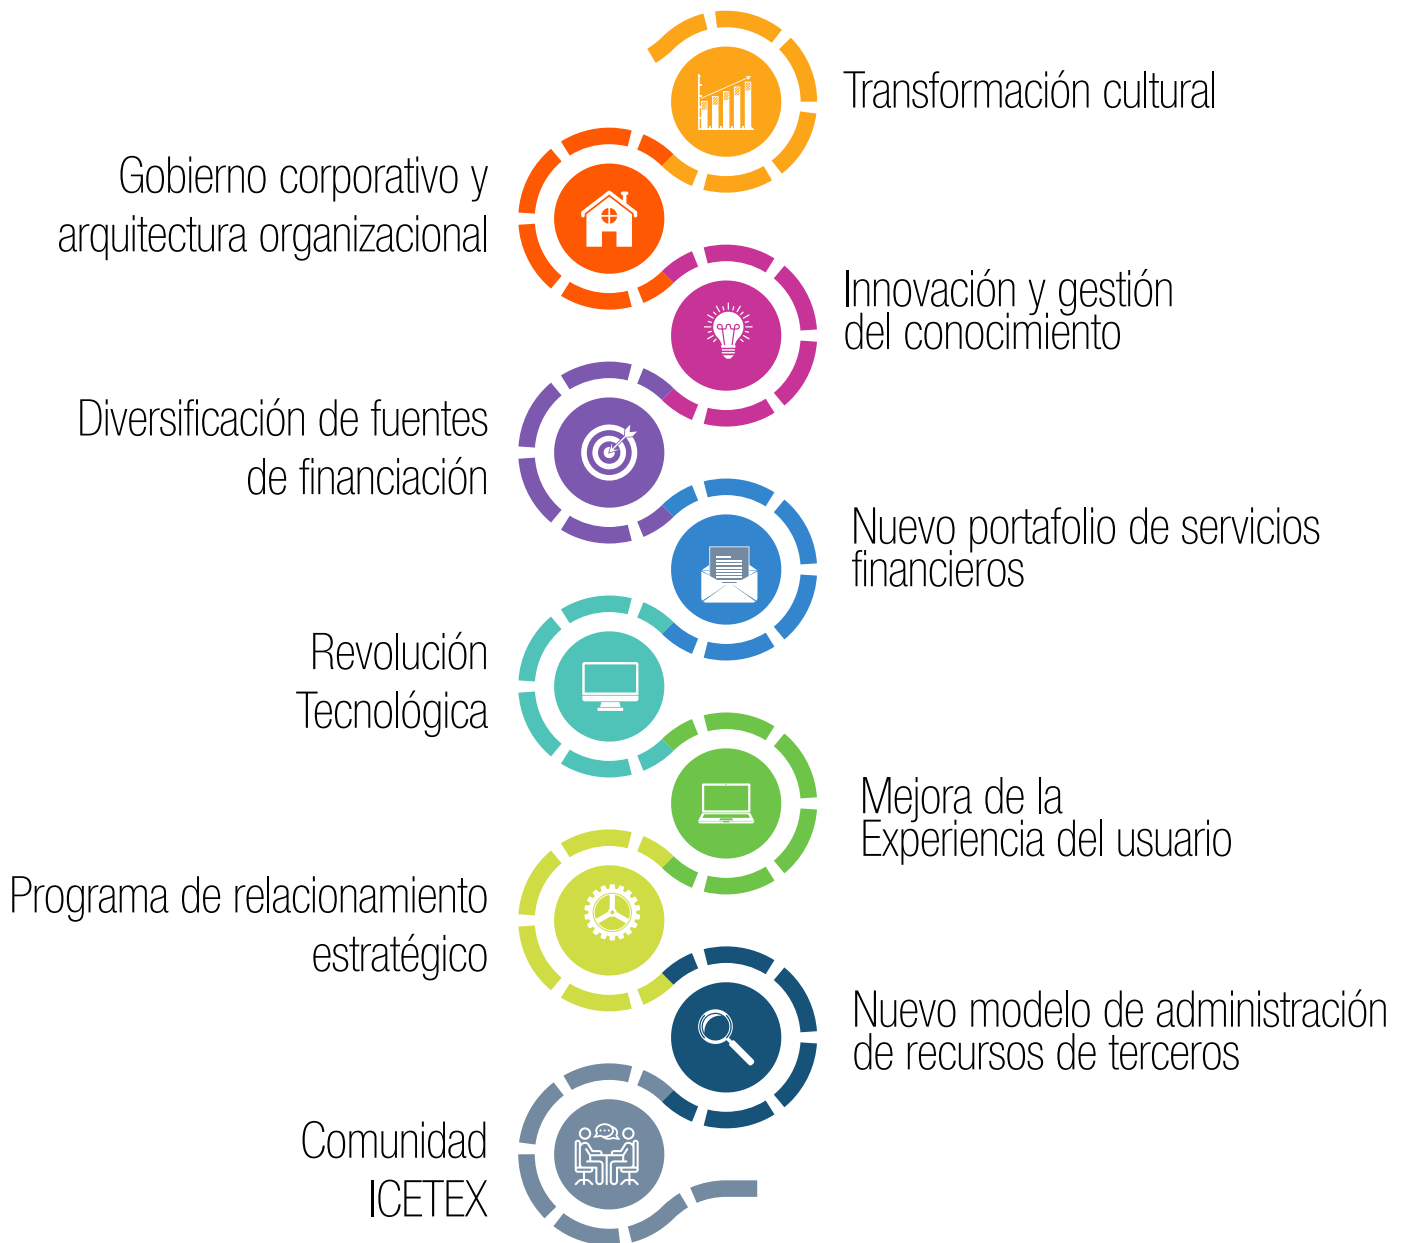 Transformación cultural
Gobierno corporativo y
arquitectura organizacional
Innovación y gestión
del conocimiento
Diversificación de fuentes
de financiación
Nuevo portafolio de servicios
financieros
Revolución
Tecnológica
Mejora de la
Experiencia del usuario
Programa de relacionamiento
estratégico
Nuevo modelo de administración
de recursos de terceros
Comunidad
ICETEX